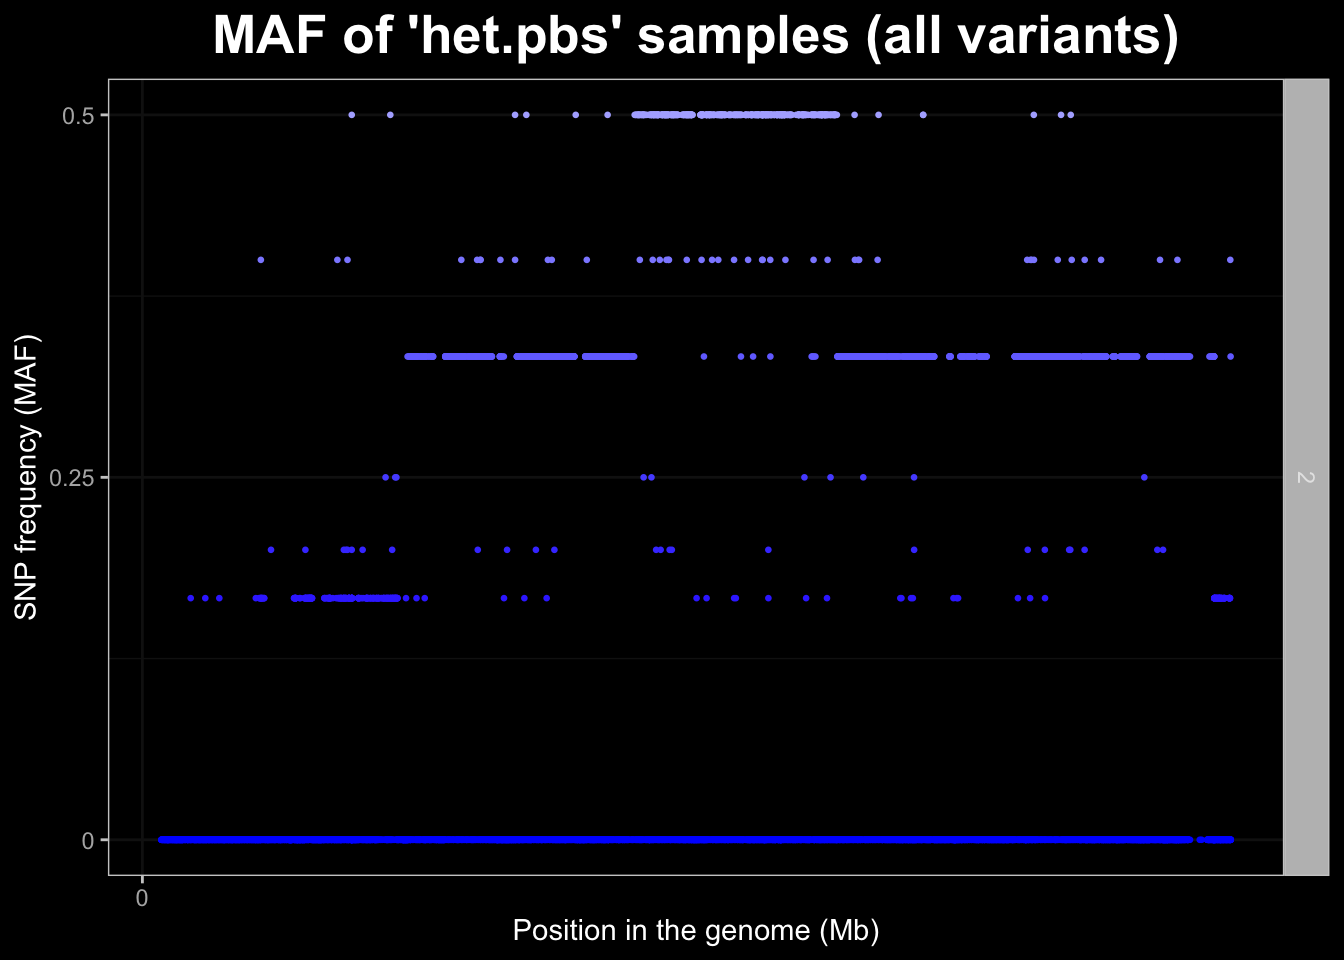 MAF of 'het.pbs' samples (all variants)
SNP frequency (MAF)
0.5
0.25
0
2
0
Position in the genome (Mb)